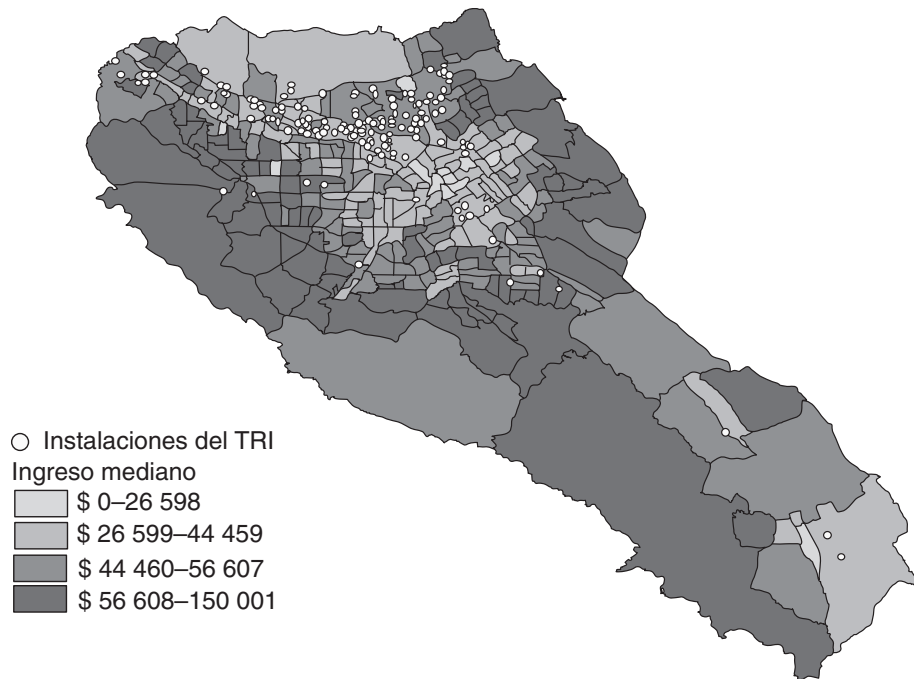 Instalaciones del TRI
Ingreso mediano
$ 0–26 598
$ 26 599–44 459
$ 44 460–56 607
$ 56 608–150 001